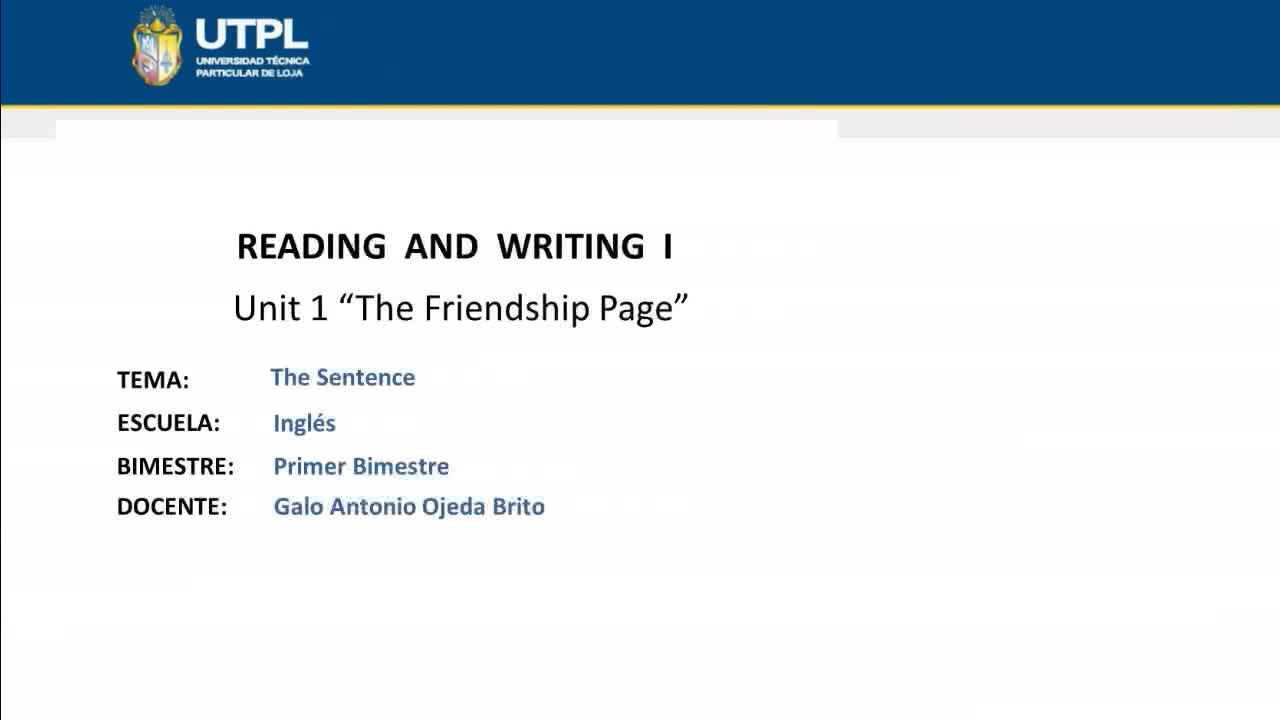 UTPL
UNIVERSIDAD TÉCNICA
PARTICULAR DE LOJA
READING AND WRITING I
Unit 1 “The Friendship Page”
TEMA: The Sentence
ESCUELA: Inglés
BIMESTRE: Primer Bimestre
DOCENTE: Galo Antonio Ojeda Brito